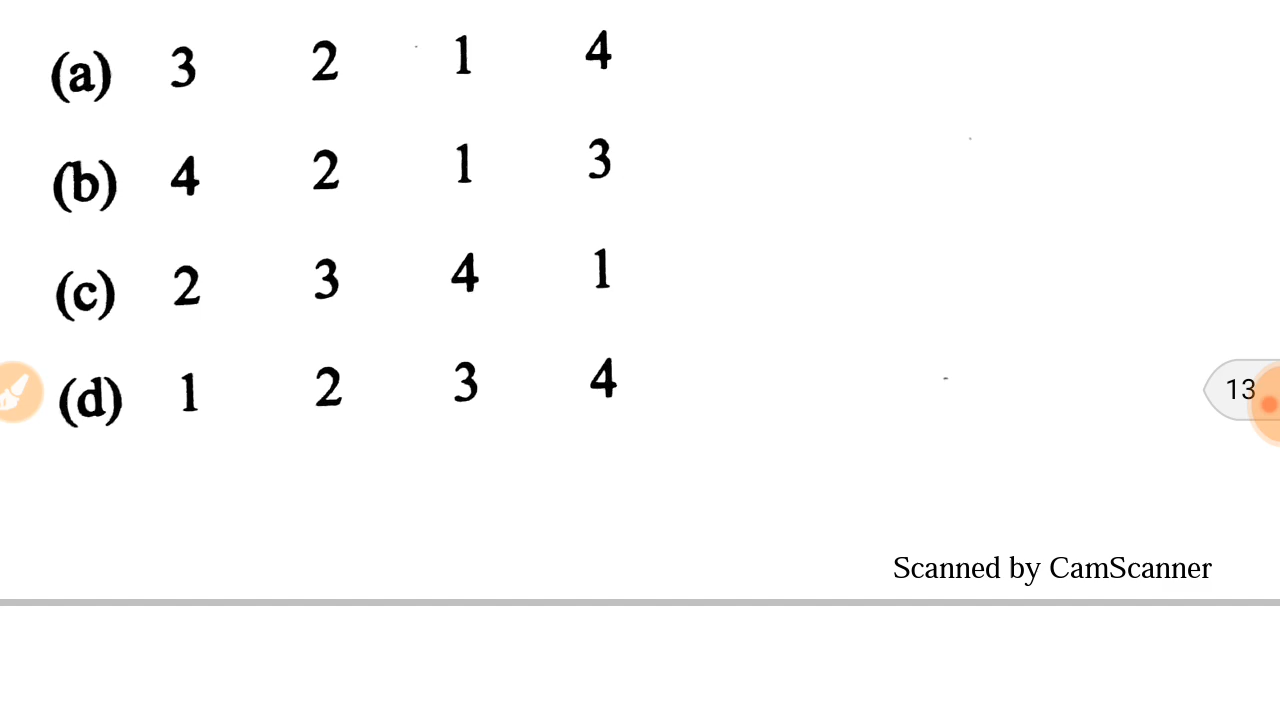 (a) 3 2 1 4
(b) 4 2 1 3
(c) 2 3 4 1
(d) 1 2 3 4
13
Scanned by CamScanner